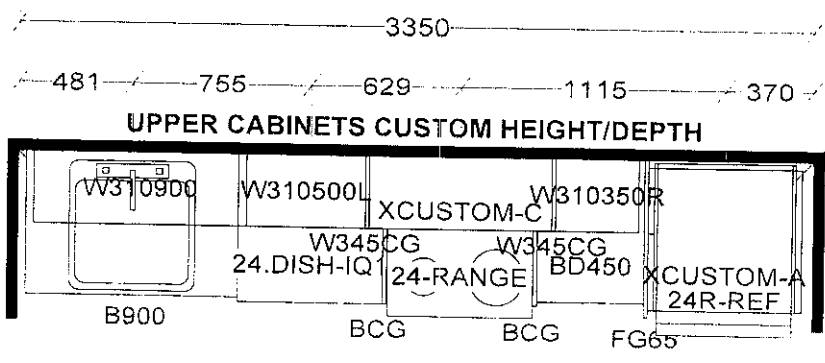 3350
481 755 629 1115 370
UPPER CABINETS CUSTOM HEIGHT/DEPTH
W310900 W310500L W310350R
XCUSTOM-C
W345CG W345CG
24.DISH-IQ1 24-RANGE BD450 XCUSTOM-A
24R-REF
B900 BCG BCG FG65